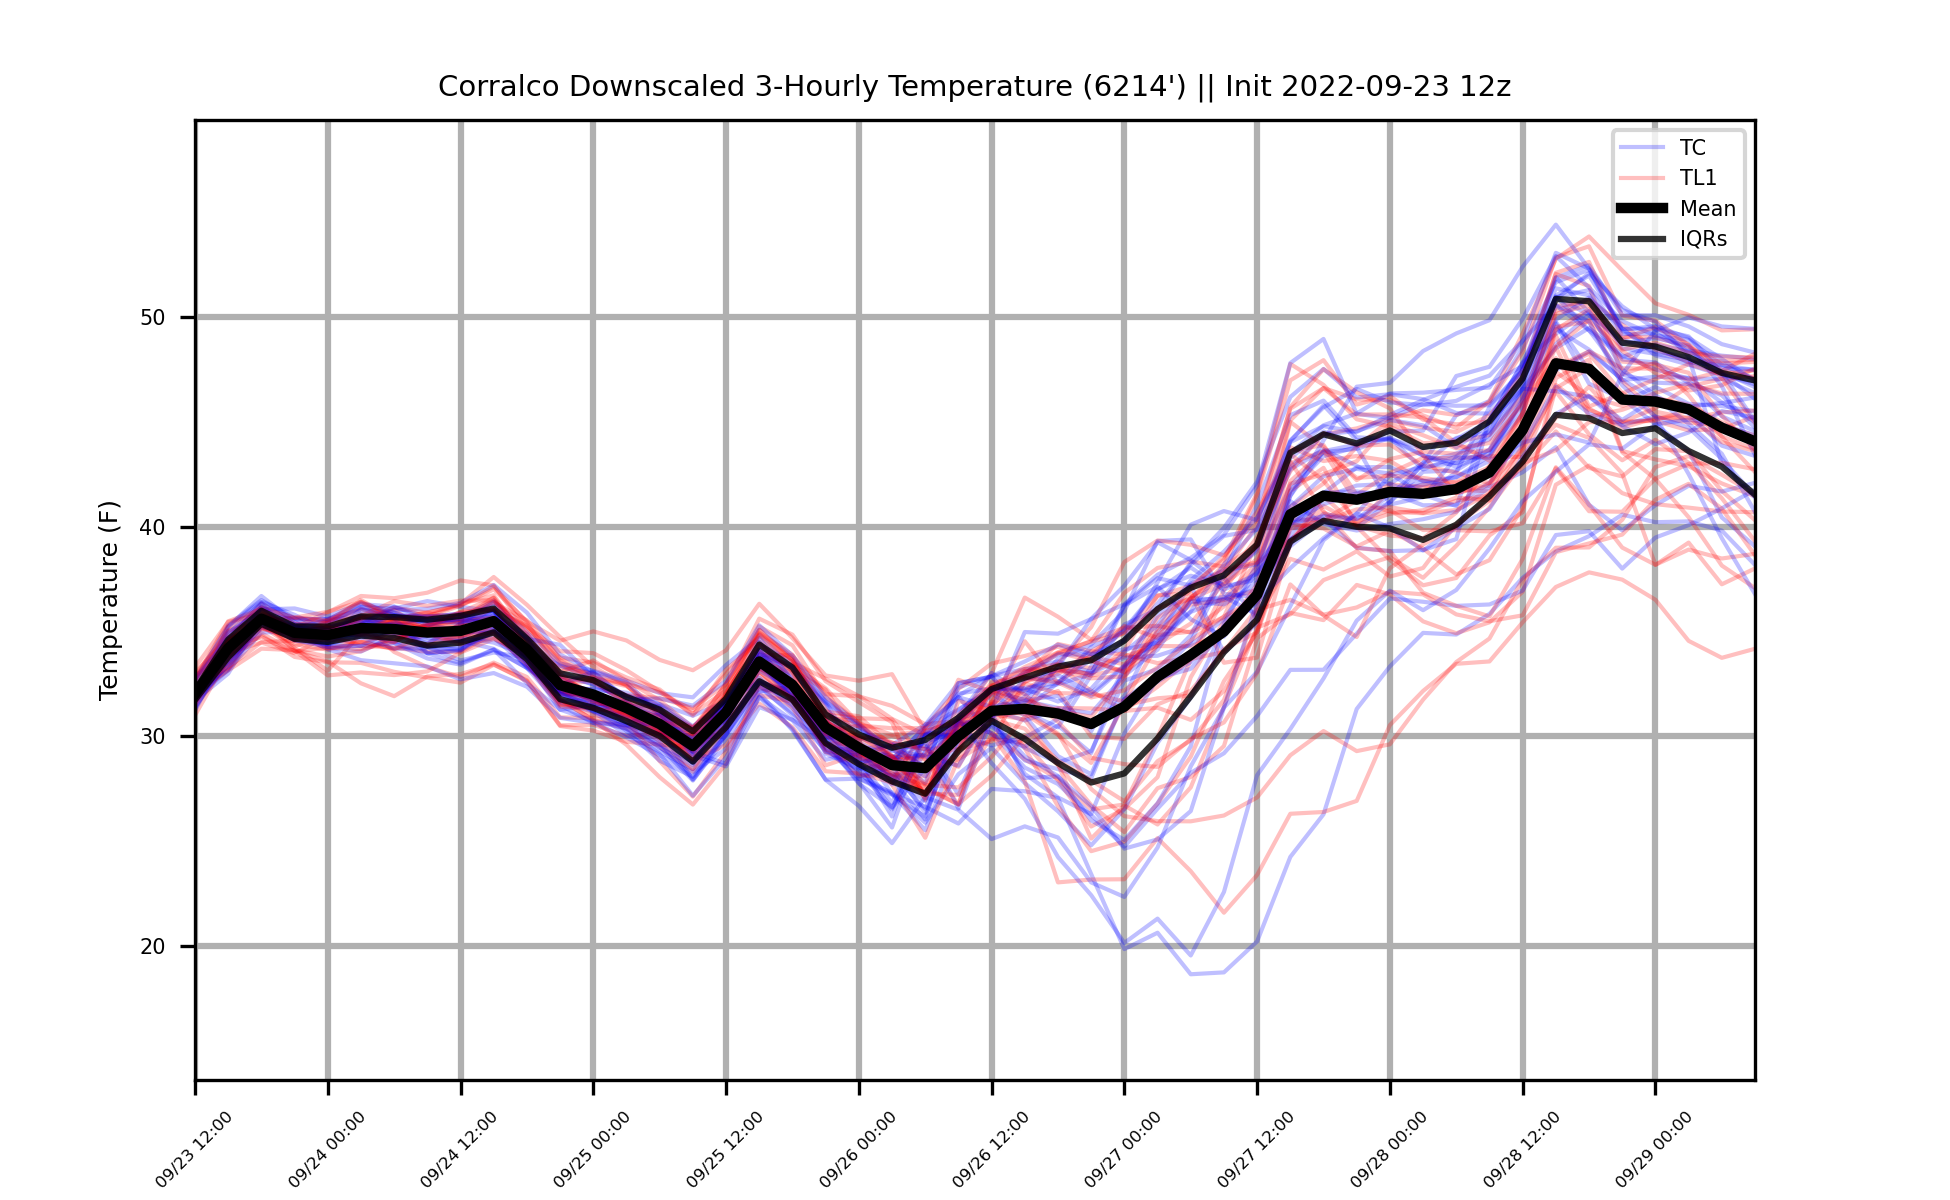 Corralco Downscaled 3-Hourly Temperature (6214') || Init 2022-09-23 12z
TC
TL1
Mean
IQRs
Temperature (F)
50
40
30
20
09/23 12:00
09/24 00:00
09/24 12:00
09/25 00:00
09/25 12:00
09/26 00:00
09/26 12:00
09/27 00:00
09/27 12:00
09/28 00:00
09/28 12:00
09/29 00:00